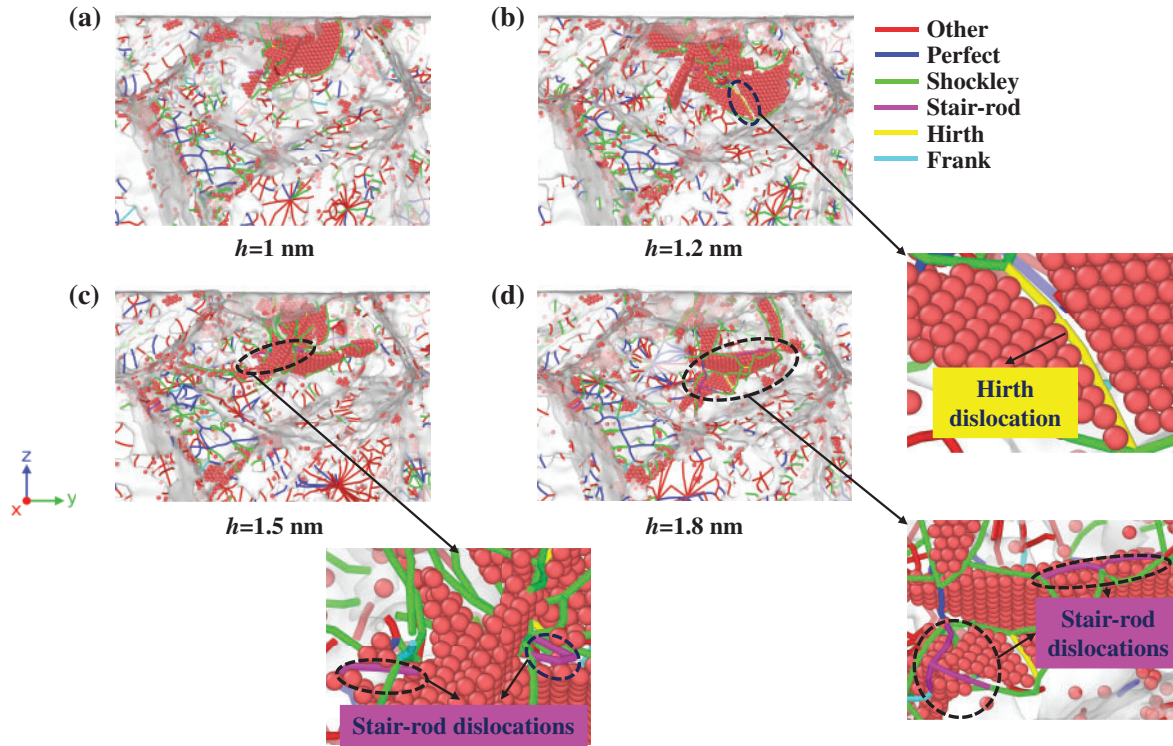 (a)
(b)
Other
Perfect
Shockley
Stair-rod
Hirth
Frank
h=1 nm
h=1.2 nm
(c)
(d)
Hirth
dislocation
z
y
x
h=1.5 nm
h=1.8 nm
Stair-rod
dislocations
Stair-rod dislocations